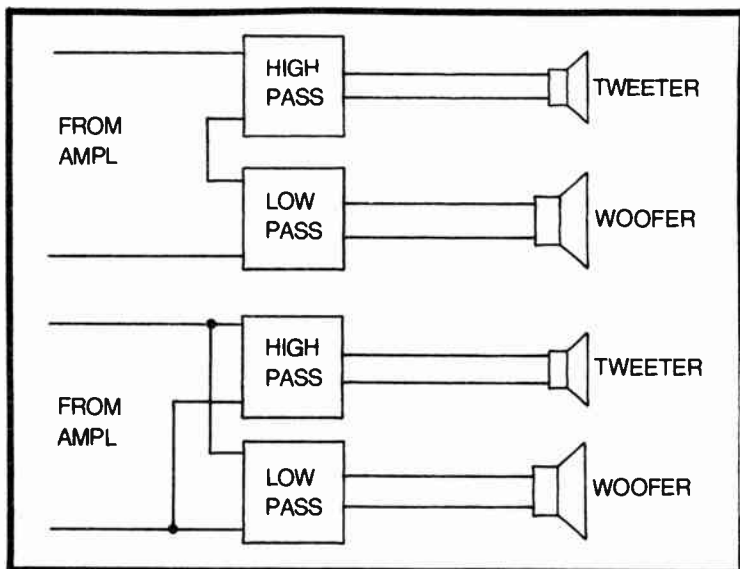 HIGH
PASS
TWEETER
FROM
AMPL
LOW
PASS
WOOFER
HIGH
PASS
TWEETER
FROM
AMPL
LOW
PASS
WOOFER